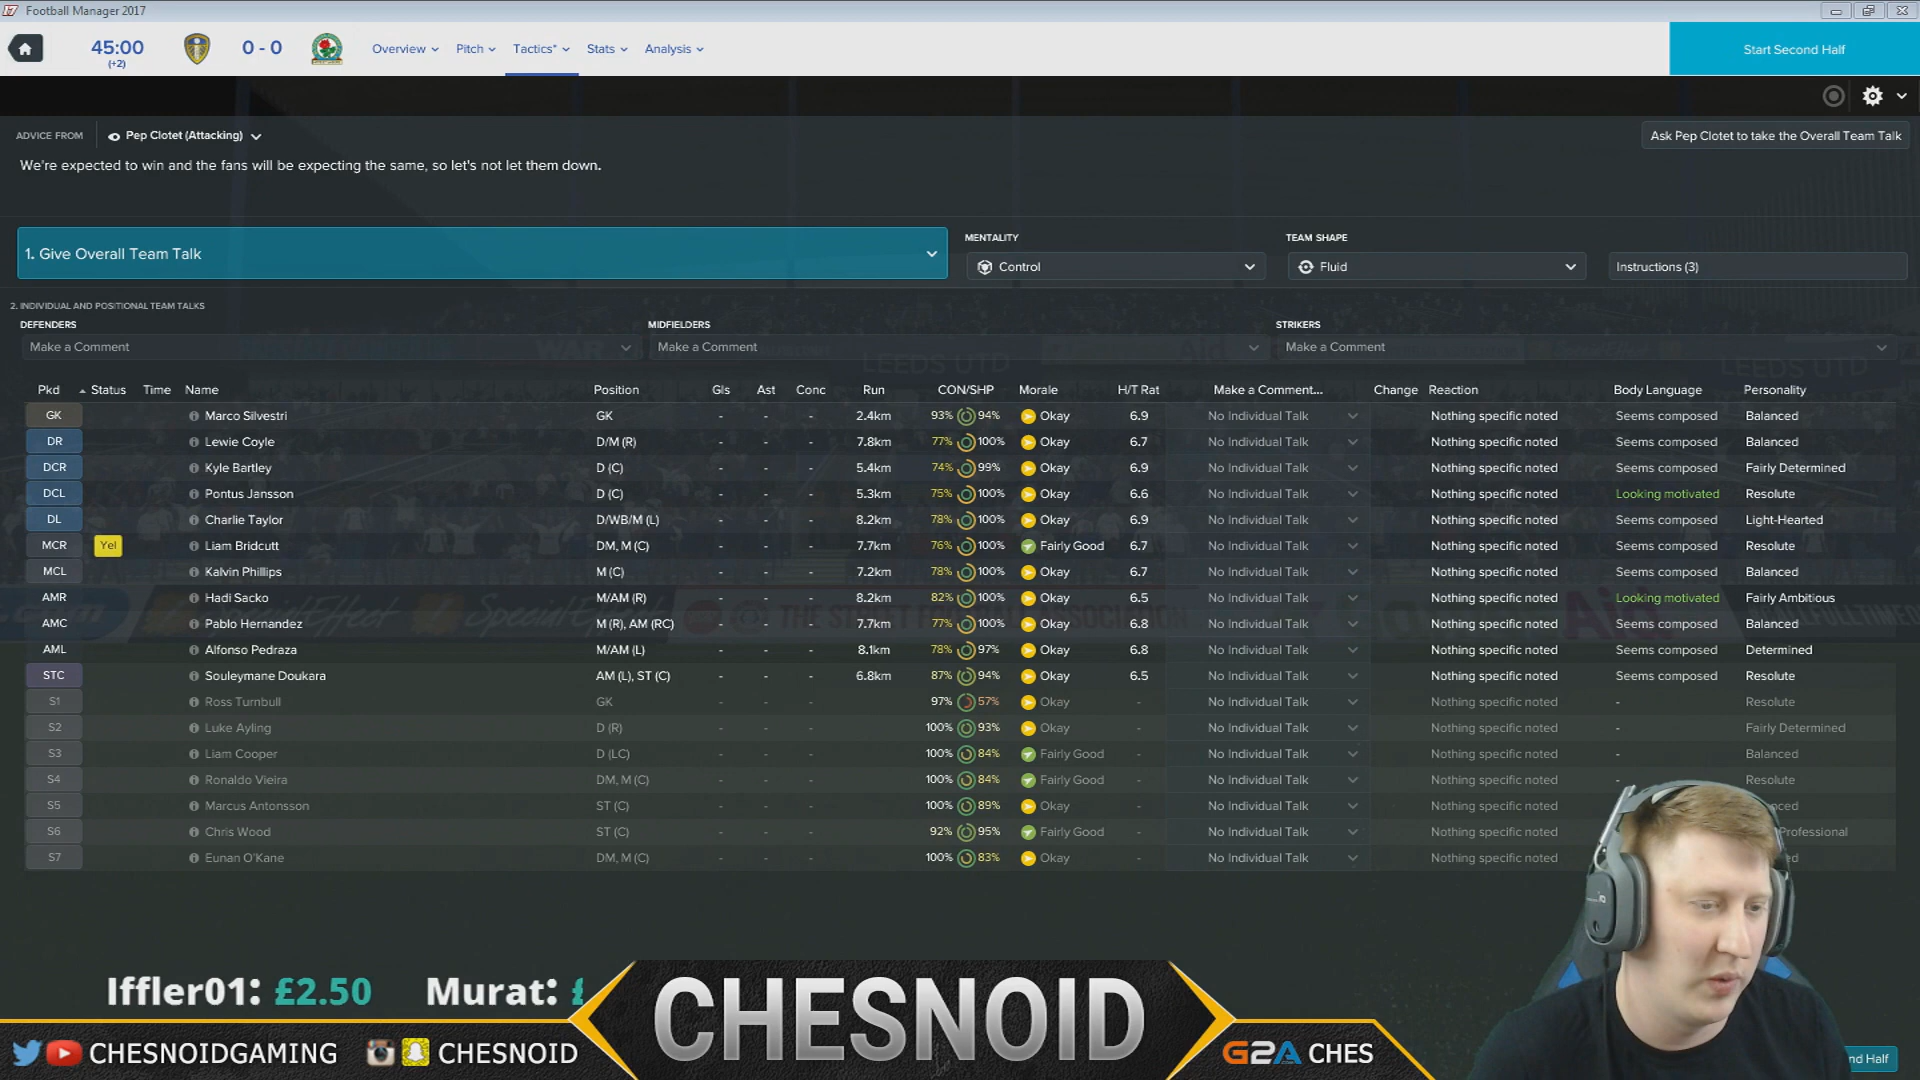 Football Manager 2017
45:00
(+2)
0 - 0
Overview
Pitch
Tactics*
Stats
Analysis
Start Second Half
ADVICE FROM
Pep Clotet (Attacking)
Ask Pep Clotet to take the Overall Team Talk
We're expected to win and the fans will be expecting the same, so let's not let them down.
1. Give Overall Team Talk
MENTALITY
Control
TEAM SHAPE
Fluid
Instructions (3)
2. INDIVIDUAL AND POSITIONAL TEAM TALKS
DEFENDERS
MIDFIELDERS
STRIKERS
Make a Comment
Make a Comment
Make a Comment
LEEDS UTD
LEEDS UTD
Pkd Status Time Name Position Gls Ast Conc Run CON/SHP Morale H/T Rat Make a Comment... Change Reaction Body Language Personality
GK Marco Silvestri GK - - - 2.4km 93% 94% Okay 6.9 No Individual Talk Nothing specific noted Seems composed Balanced
DR Lewie Coyle D/M (R) - - - 7.8km 77% 100% Okay 6.7 No Individual Talk Nothing specific noted Seems composed Balanced
DCR Kyle Bartley D (C) - - - 5.4km 74% 99% Okay 6.9 No Individual Talk Nothing specific noted Seems composed Fairly Determined
DCL Pontus Jansson D (C) - - - 5.3km 75% 100% Okay 6.6 No Individual Talk Nothing specific noted Looking motivated Resolute
DL Charlie Taylor D/WB/M (L) - - - 8.2km 78% 100% Okay 6.9 No Individual Talk Nothing specific noted Seems composed Light-Hearted
MCR Yel Liam Bridcutt DM, M (C) - - - 7.7km 76% 100% Fairly Good 6.7 No Individual Talk Nothing specific noted Seems composed Resolute
MCL Kalvin Phillips M (C) - - - 7.2km 78% 100% Okay 6.7 No Individual Talk Nothing specific noted Seems composed Balanced
AMR Hadi Sacko M/AM (R) - - - 8.2km 82% 100% Okay 6.5 No Individual Talk Nothing specific noted Looking motivated Fairly Ambitious
AMC Pablo Hernandez M (R), AM (RC) - - - 7.7km 77% 100% Okay 6.8 No Individual Talk Nothing specific noted Seems composed Balanced
AML Alfonso Pedraza M/AM (L) - - - 8.1km 78% 97% Okay 6.8 No Individual Talk Nothing specific noted Seems composed Determined
STC Souleymane Doukara AM (L), ST (C) - - - 6.8km 87% 94% Okay 6.5 No Individual Talk Nothing specific noted Seems composed Resolute
S1 Ross Turnbull GK - - - 97% 57% Okay - No Individual Talk Nothing specific noted - Resolute
S2 Luke Ayling D (R) - - - 100% 93% Okay - No Individual Talk Nothing specific noted - Fairly Determined
S3 Liam Cooper D (LC) - - - 100% 84% Fairly Good - No Individual Talk Nothing specific noted - Balanced
S4 Ronaldo Vieira DM, M (C) - - - 100% 84% Fairly Good - No Individual Talk Nothing specific noted - Resolute
S5 Marcus Antonsson ST (C) - - - 100% 89% Okay - No Individual Talk Nothing specific noted
S6 Chris Wood ST (C) - - - 92% 95% Fairly Good - No Individual Talk Nothing specific noted Professional
S7 Eunan O'Kane DM, M (C) - - - 100% 83% Okay - No Individual Talk Nothing specific noted
Iffler01: £2.50 Murat: £
CHESNOID
CHESNOIDGAMING
CHESNOID
G2A CHES
nd Half